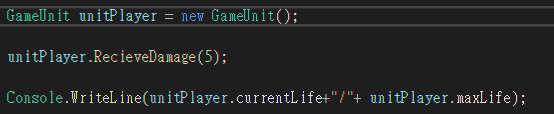 GameUnit unitPlayer = new GameUnit();
unitPlayer.RecieveDamage(5);
Console.WriteLine(unitPlayer.currentLife+"/"+ unitPlayer.maxLife);